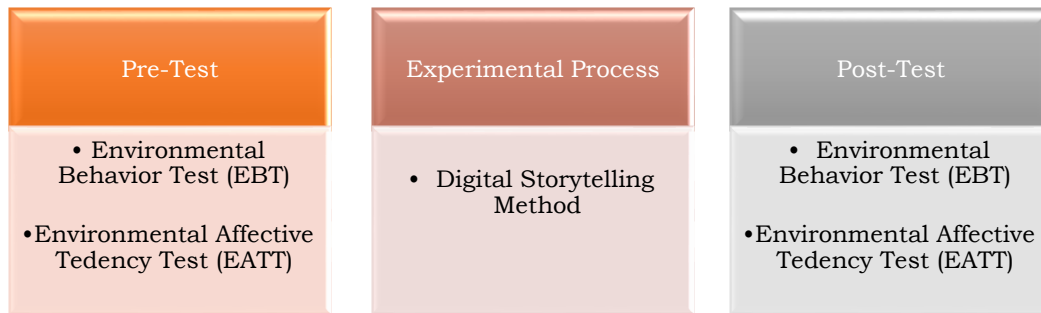 Pre-Test
• Environmental
Behavior Test (EBT)
•Environmental Affective
Tedency Test (EATT)
Experimental Process
• Digital Storytelling
Method
Post-Test
• Environmental
Behavior Test (EBT)
•Environmental Affective
Tedency Test (EATT)